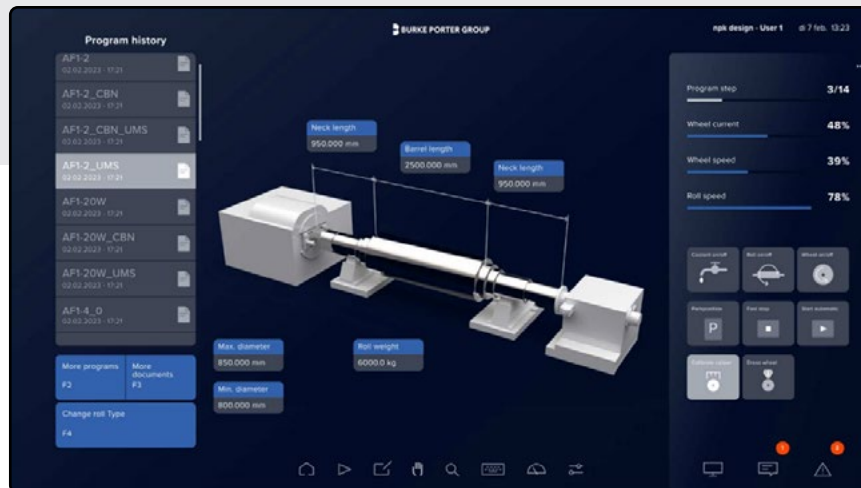 Program history
BURKE PORTER GROUP
npk design - User 1
di 7 feb. 13:23
AF1-2
02.02.2023 - 17:21
AF1-2_CBN
02.02.2023 - 17:21
AF1-2_CBN_UMS
02.02.2023 - 17:21
AF1-2_UMS
02.02.2023 - 17:21
AF1-20W
02.02.2023 - 17:21
AF1-20W_CBN
02.02.2023 - 17:21
AF1-20W_UMS
02.02.2023 - 17:21
AF1-4_0
02.02.2023 - 17:21
More programs
F2
More
documents
F3
Change roll Type
F4
Neck length
950.000 mm
Barrel length
2500.000 mm
Neck length
950.000 mm
Max. diameter
850.000 mm
Min. diameter
800.000 mm
Roll weight
6000.0 kg
Program step 3/14
Wheel current 48%
Wheel speed 39%
Roll speed 78%
Coolant on/off
Roll on/off
Wheel on/off
Parkposition
P
Fast stop
Start automatic
Calibrate caliper
Dress wheel
1